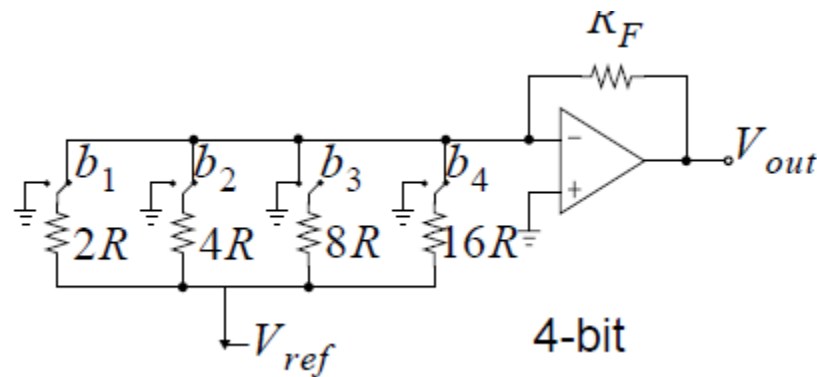 R_F
b_1 b_2 b_3 b_4
− + V_out
2R 4R 8R 16R
-V_ref
4-bit